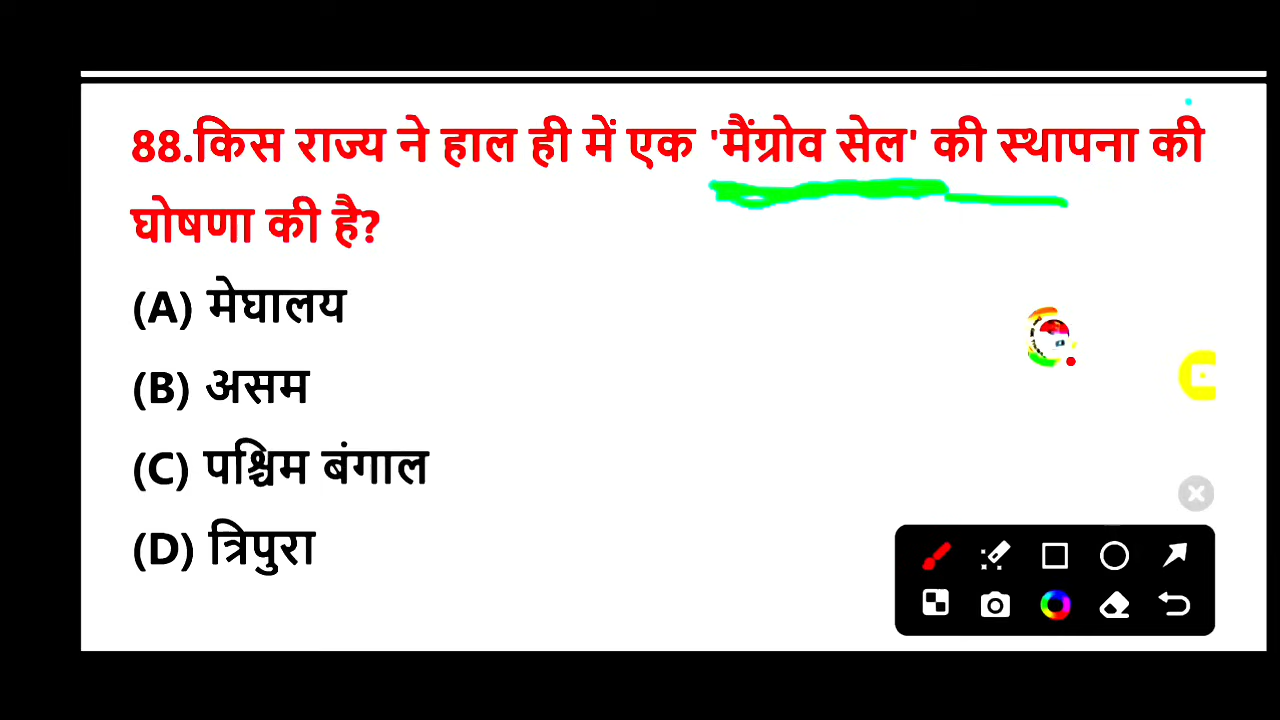 88.किस राज्य ने हाल ही में एक 'मैंग्रोव सेल' की स्थापना की
घोषणा की है?
(A) मेघालय
(B) असम
(C) पश्चिम बंगाल
(D) त्रिपुरा